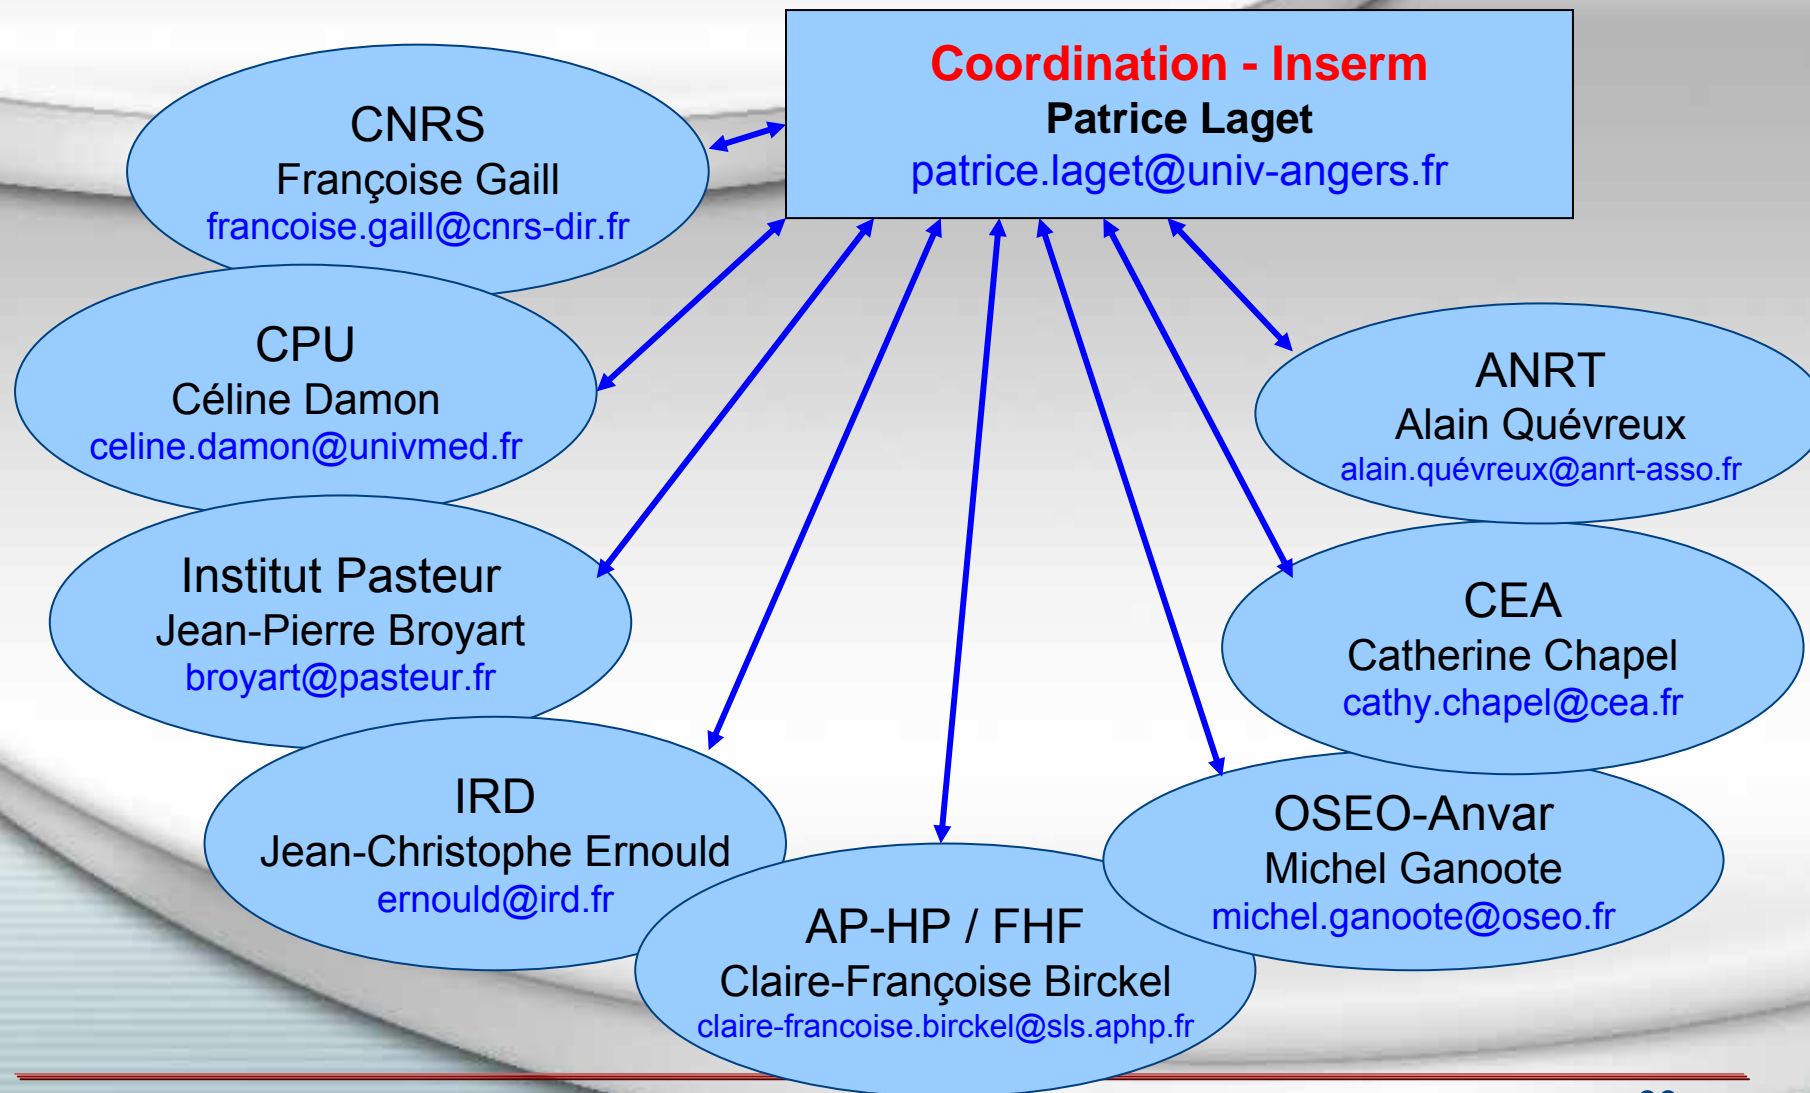 Coordination - Inserm
Patrice Laget
patrice.laget@univ-angers.fr
CNRS
Françoise Gaill
francoise.gaill@cnrs-dir.fr
CPU
Céline Damon
celine.damon@univmed.fr
Institut Pasteur
Jean-Pierre Broyart
broyart@pasteur.fr
IRD
Jean-Christophe Ernould
ernould@ird.fr
AP-HP / FHF
Claire-Françoise Birckel
claire-francoise.birckel@sls.aphp.fr
OSEO-Anvar
Michel Ganoote
michel.ganoote@oseo.fr
CEA
Catherine Chapel
cathy.chapel@cea.fr
ANRT
Alain Quévreux
alain.quévreux@anrt-asso.fr